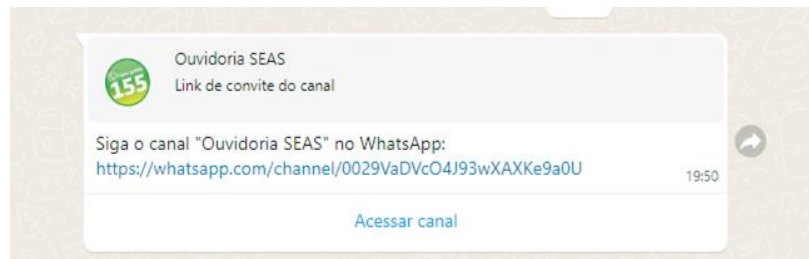 155
Ouvidoria SEAS
Link de convite do canal
Siga o canal "Ouvidoria SEAS" no WhatsApp:
https://whatsapp.com/channel/0029VaDVcO4J93wXAXKe9a0U
19:50
Acessar canal